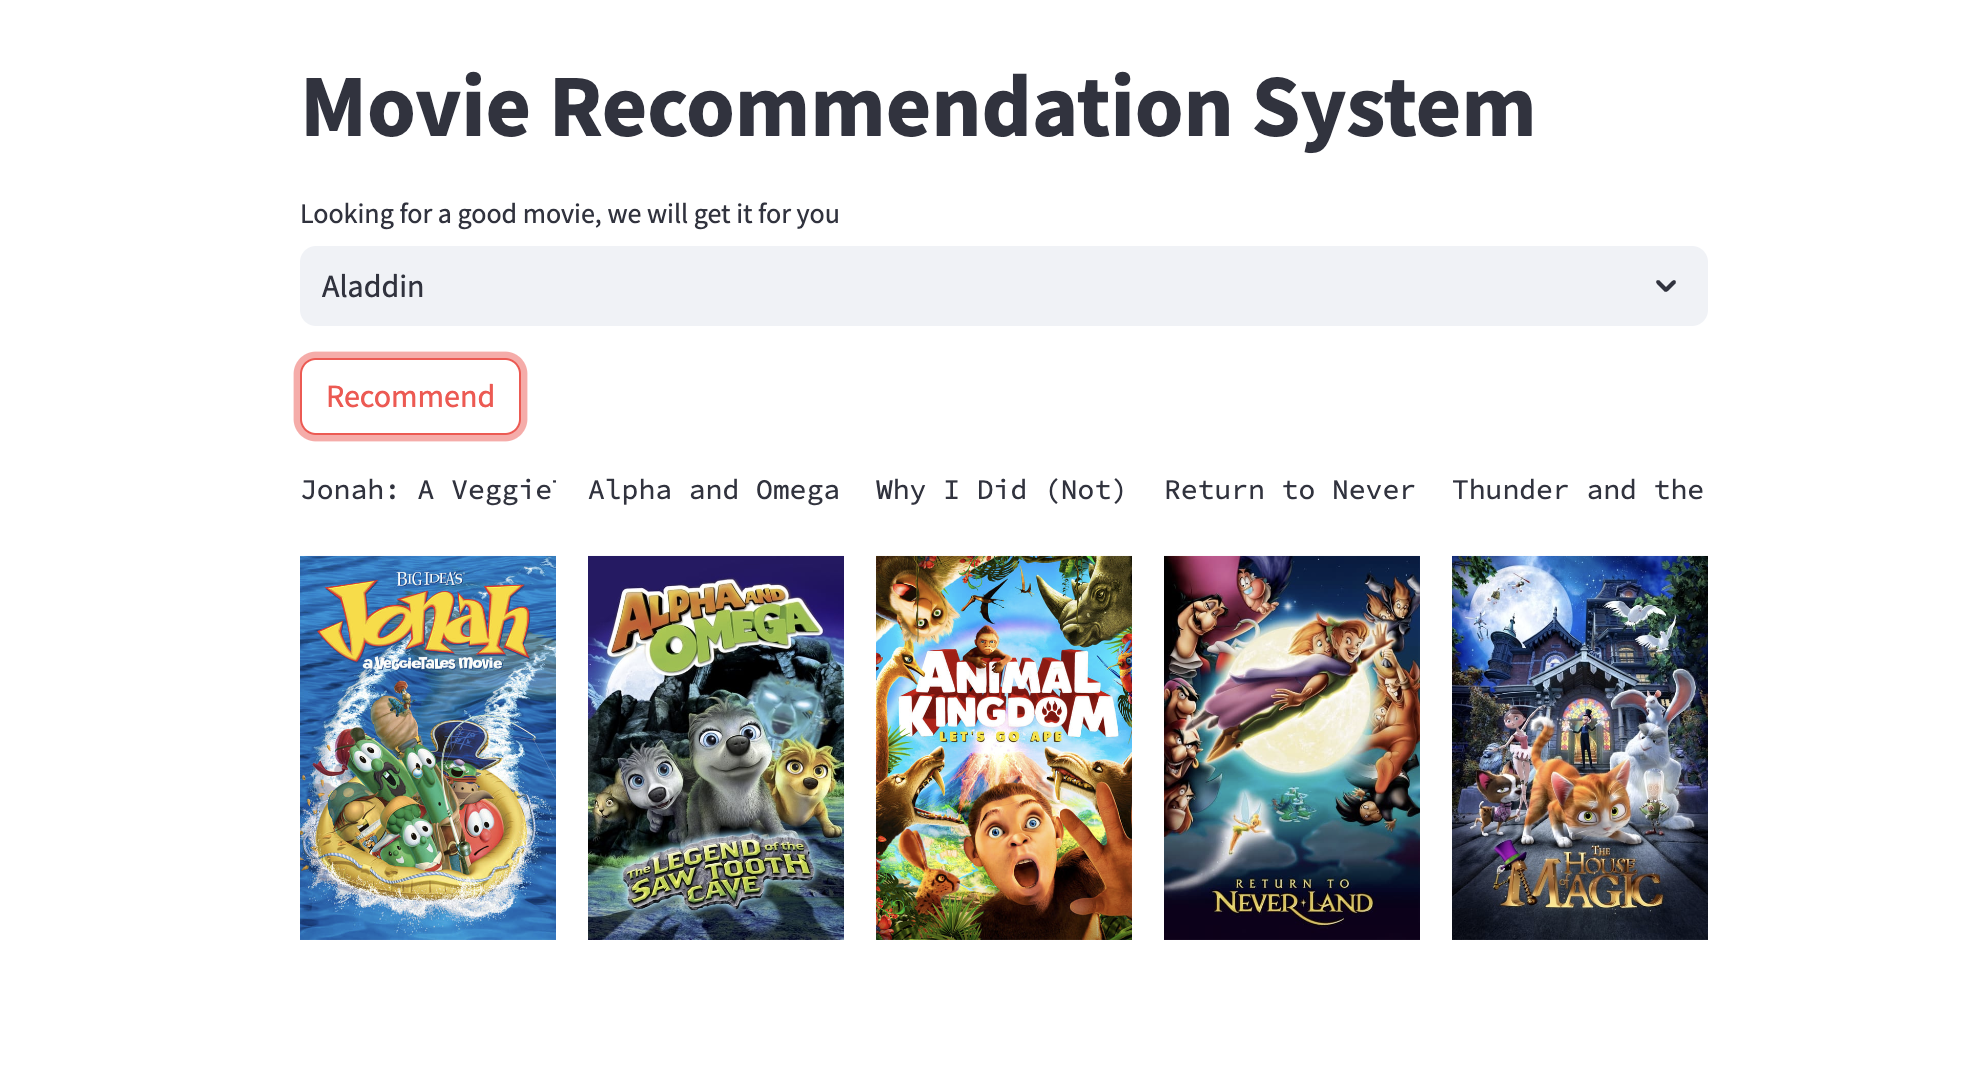 Movie Recommendation System
Looking for a good movie, we will get it for you
Aladdin
Recommend
Jonah: A Veggie
Alpha and Omega
Why I Did (Not)
Return to Never
Thunder and the
BIG IDEA'S
Jonah
a VeggieTales Movie
ALPHA AND
OMEGA
The LEGEND of the
SAW TOOTH
CAVE
ANIMAL
KINGDOM
LET'S GO APE
RETURN TO
NEVER LAND
THE
HOUSE
OF
MAGIC